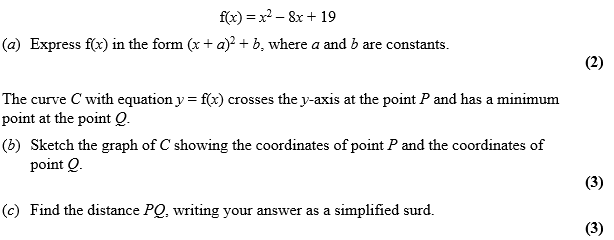 f(x) = x² – 8x + 19
(a) Express f(x) in the form (x + a)² + b, where a and b are constants.
(2)
The curve C with equation y = f(x) crosses the y-axis at the point P and has a minimum
point at the point Q.
(b) Sketch the graph of C showing the coordinates of point P and the coordinates of
point Q.
(3)
(c) Find the distance PQ, writing your answer as a simplified surd.
(3)